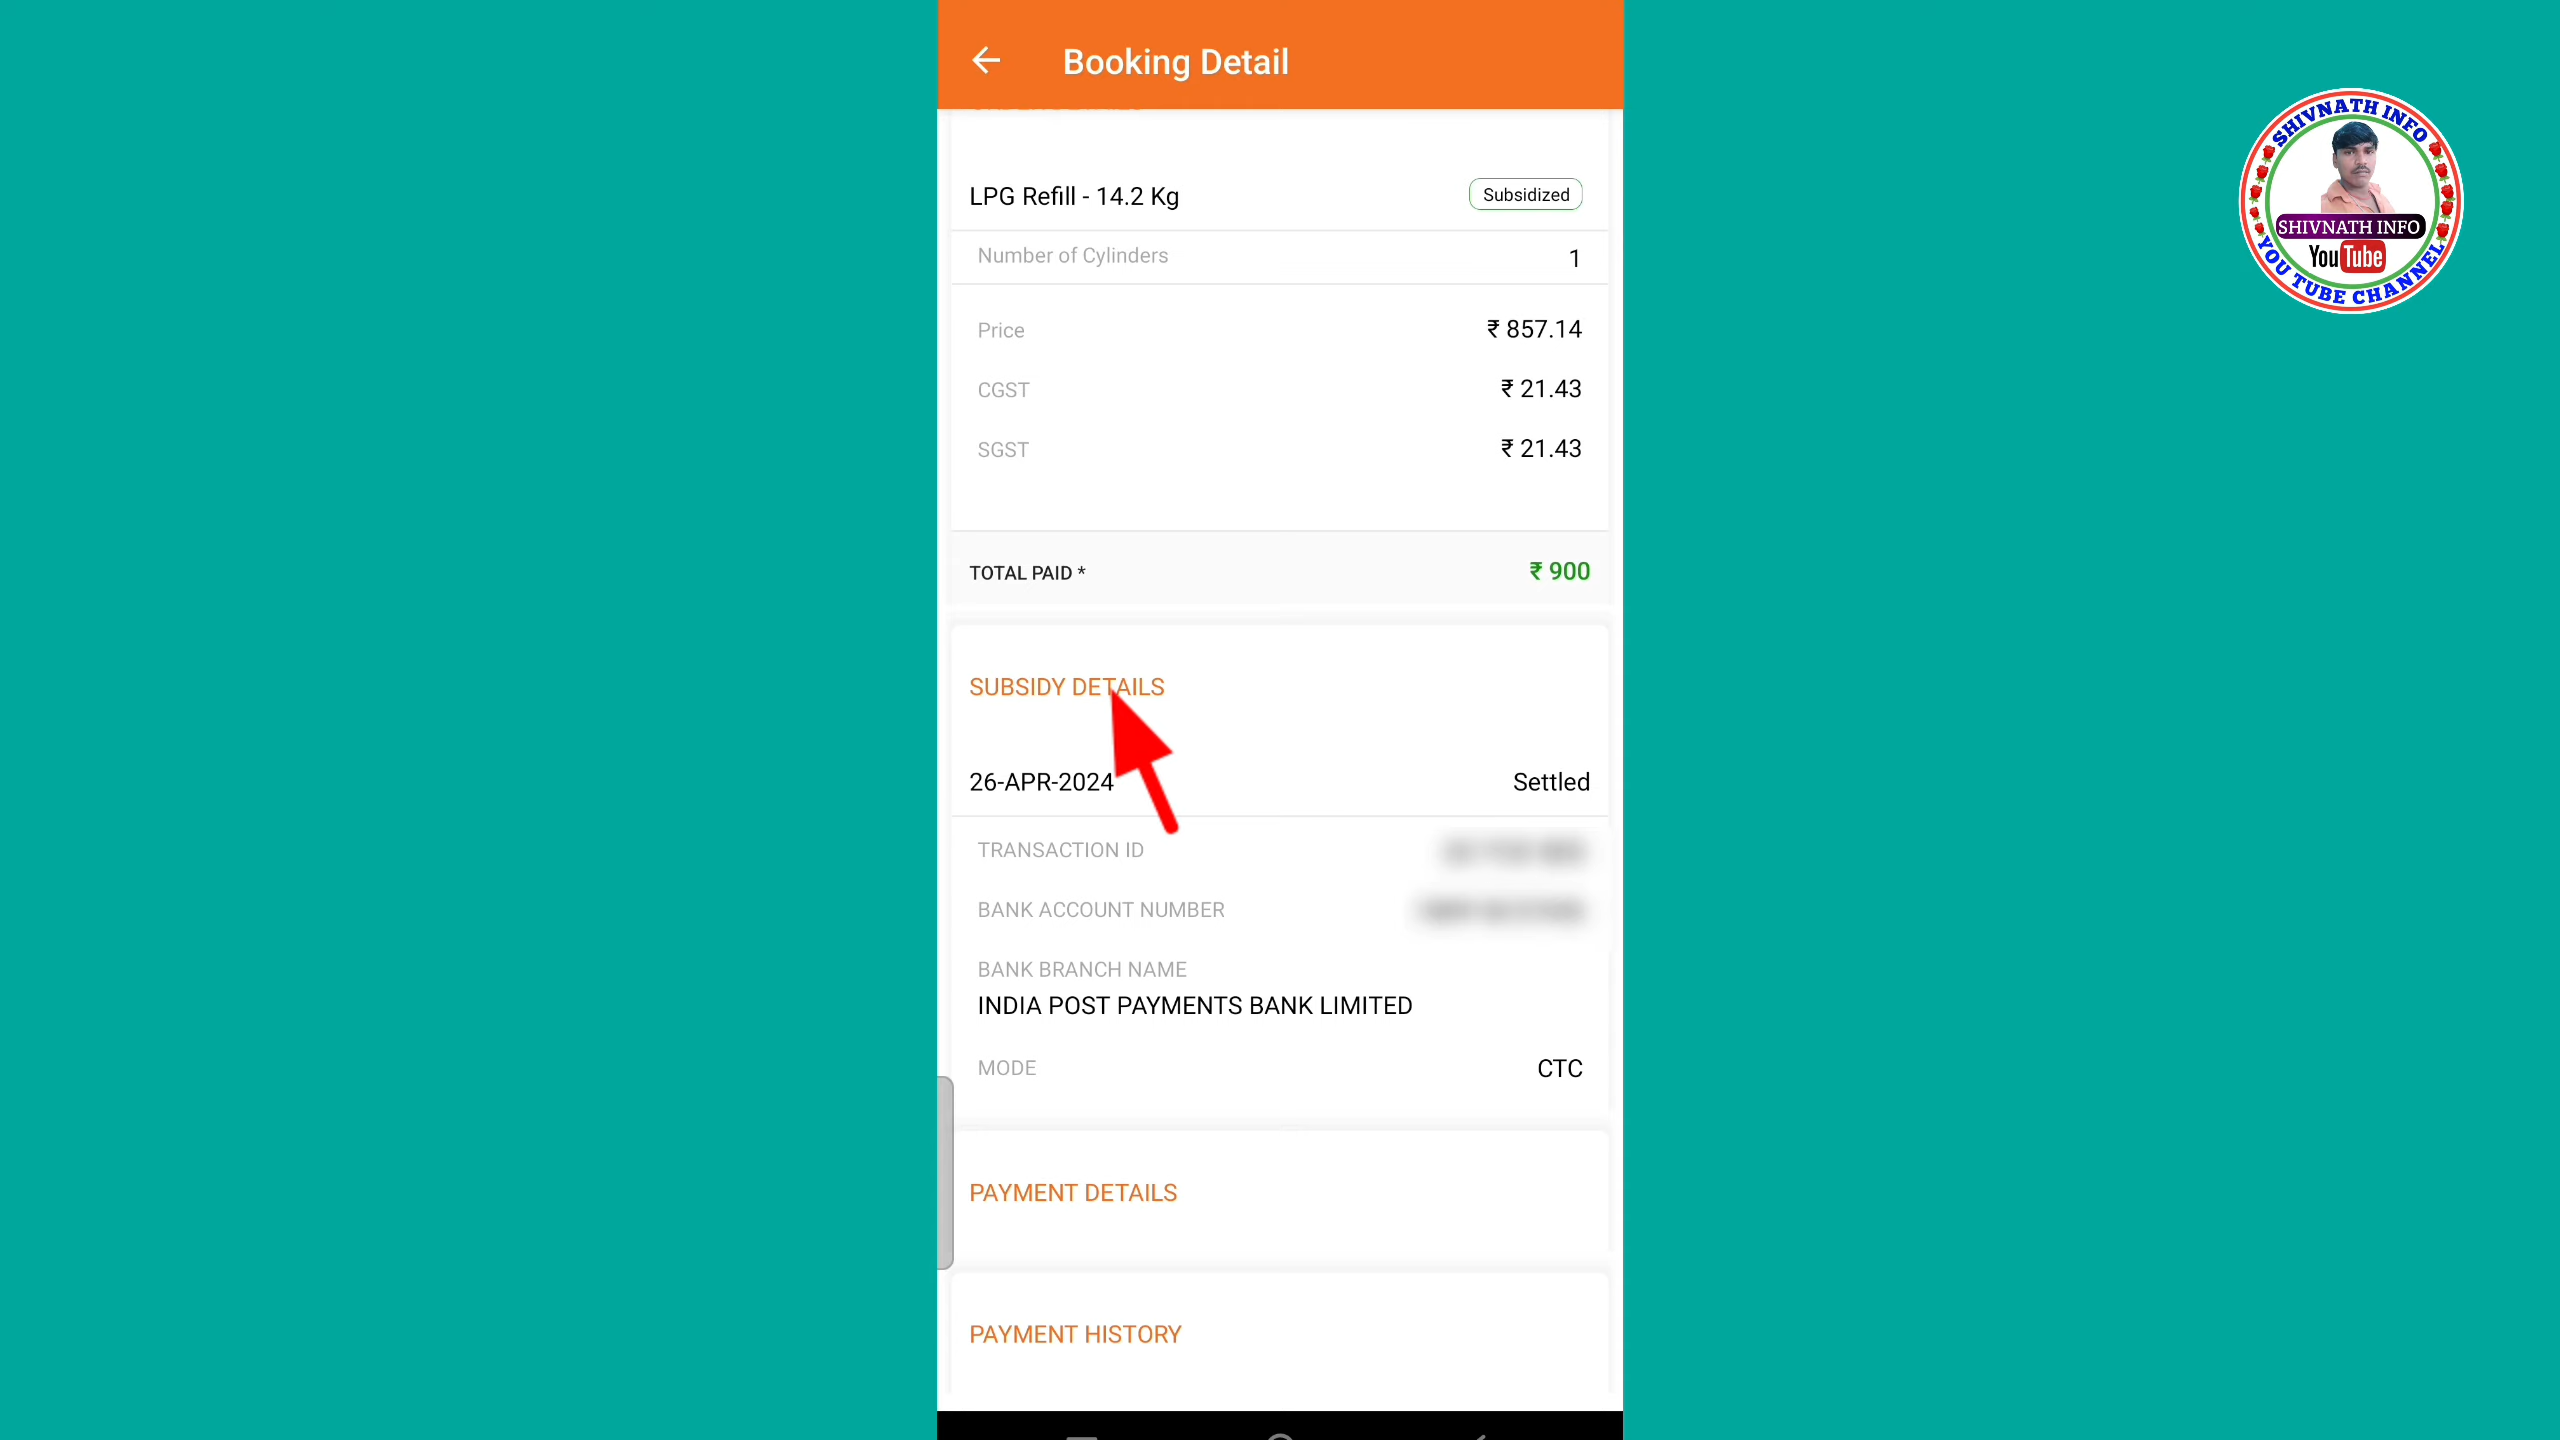 Booking Detail
LPG Refill - 14.2 Kg
Subsidized
Number of Cylinders
1
Price
₹ 857.14
CGST
₹ 21.43
SGST
₹ 21.43
TOTAL PAID *
₹ 900
SUBSIDY DETAILS
26-APR-2024
Settled
TRANSACTION ID
BANK ACCOUNT NUMBER
BANK BRANCH NAME
INDIA POST PAYMENTS BANK LIMITED
MODE
CTC
PAYMENT DETAILS
PAYMENT HISTORY
SHIVNATH INFO
SHIVNATH INFO
YouTube
YOU TUBE CHANNEL